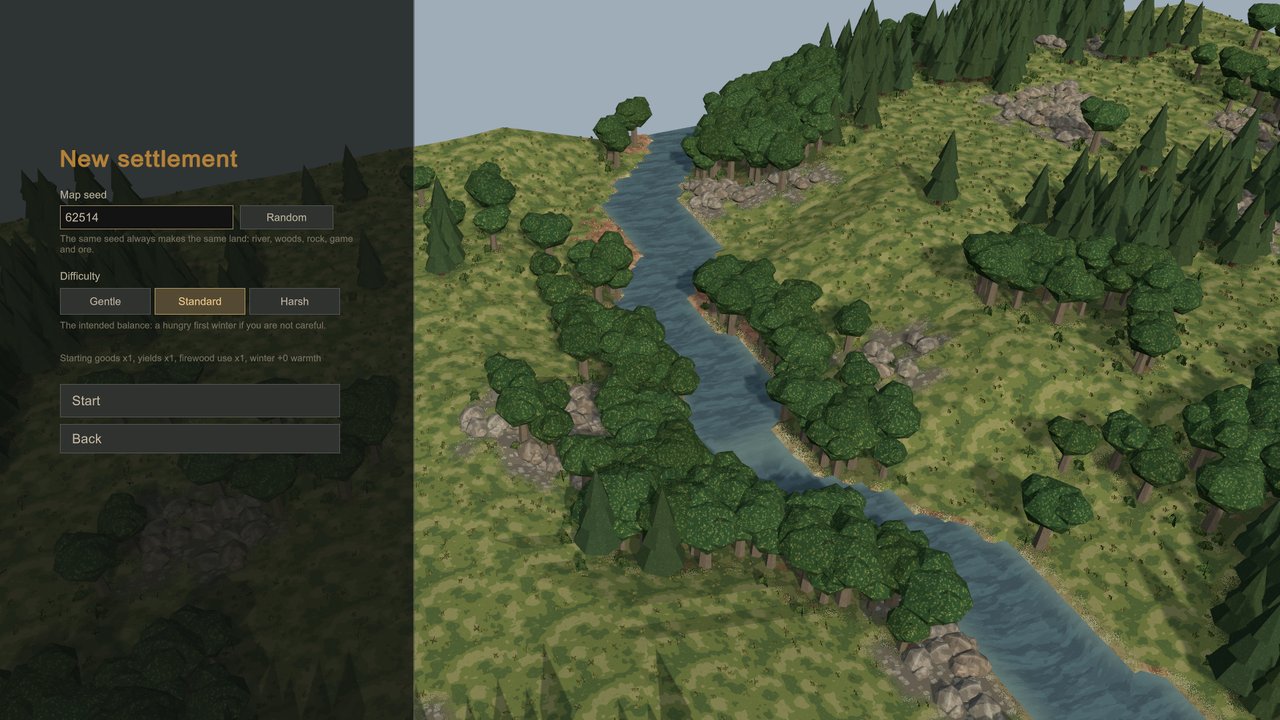 New settlement
Map seed
62514
Random
The same seed always makes the same land: river, woods, rock, game
and ore.
Difficulty
Gentle
Standard
Harsh
The intended balance: a hungry first winter if you are not careful.
Starting goods x1, yields x1, firewood use x1, winter +0 warmth
Start
Back